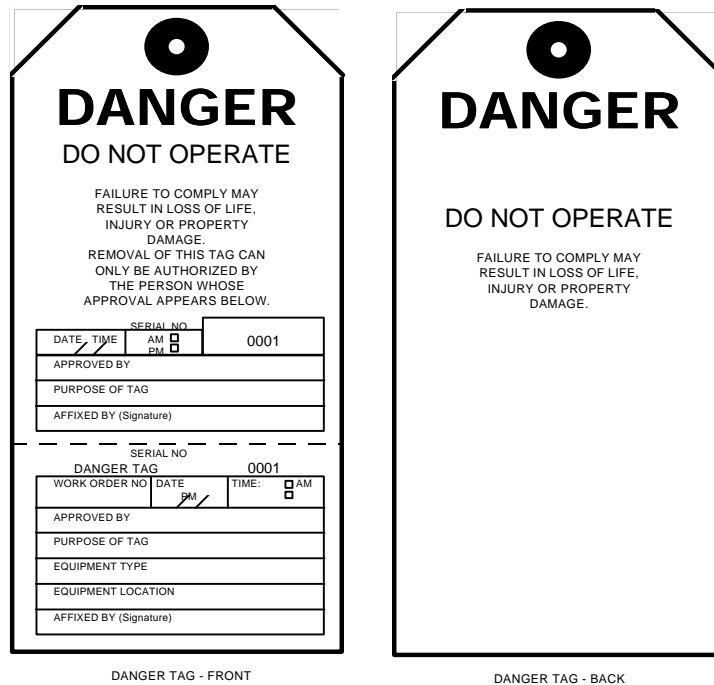 DANGER
DO NOT OPERATE
FAILURE TO COMPLY MAY
RESULT IN LOSS OF LIFE,
INJURY OR PROPERTY
DAMAGE.
REMOVAL OF THIS TAG CAN
ONLY BE AUTHORIZED BY
THE PERSON WHOSE
APPROVAL APPEARS BELOW.
SERIAL NO
DATE TIME AM 0001
/ / PM
APPROVED BY
PURPOSE OF TAG
AFFIXED BY (Signature)
SERIAL NO
DANGER TAG 0001
WORK ORDER NO DATE TIME: AM
PM / /
APPROVED BY
PURPOSE OF TAG
EQUIPMENT TYPE
EQUIPMENT LOCATION
AFFIXED BY (Signature)
DANGER TAG - FRONT
DANGER
DO NOT OPERATE
FAILURE TO COMPLY MAY
RESULT IN LOSS OF LIFE,
INJURY OR PROPERTY
DAMAGE.
DANGER TAG - BACK